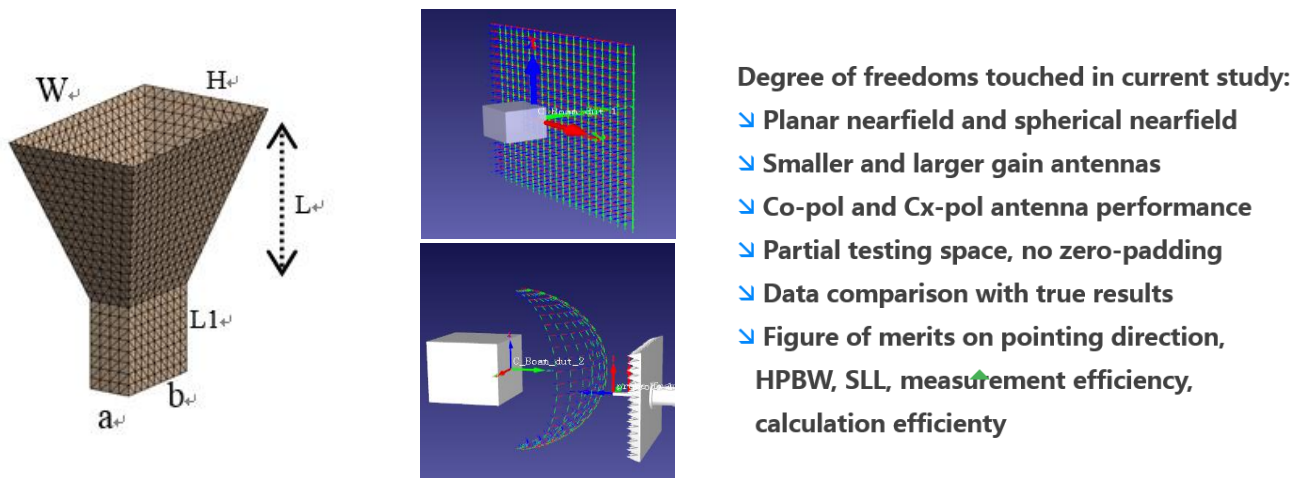 W↵
H↵
L↵
L1↵
b↵
a↵
C_Boam_dut_1
C_Boam_dut_2
Degree of freedoms touched in current study:
Planar nearfield and spherical nearfield
Smaller and larger gain antennas
Co-pol and Cx-pol antenna performance
Partial testing space, no zero-padding
Data comparison with true results
Figure of merits on pointing direction,
HPBW, SLL, measurement efficiency,
calculation efficienty